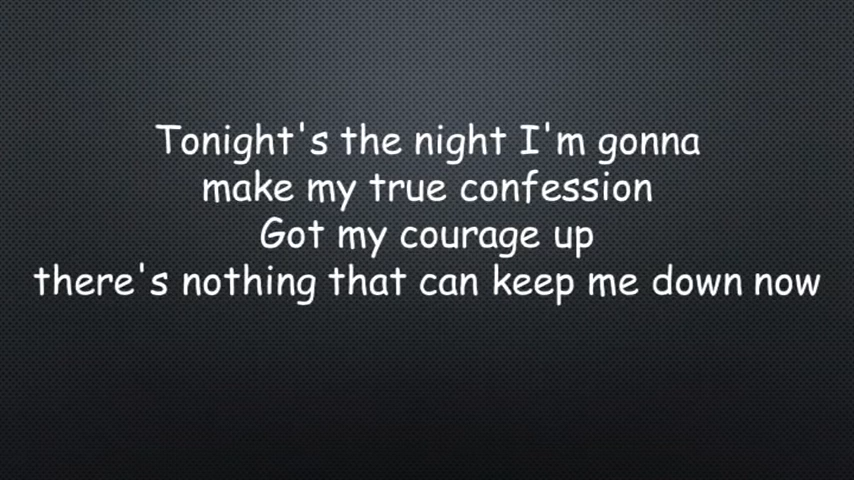 Tonight's the night I'm gonna
make my true confession
Got my courage up
there's nothing that can keep me down now